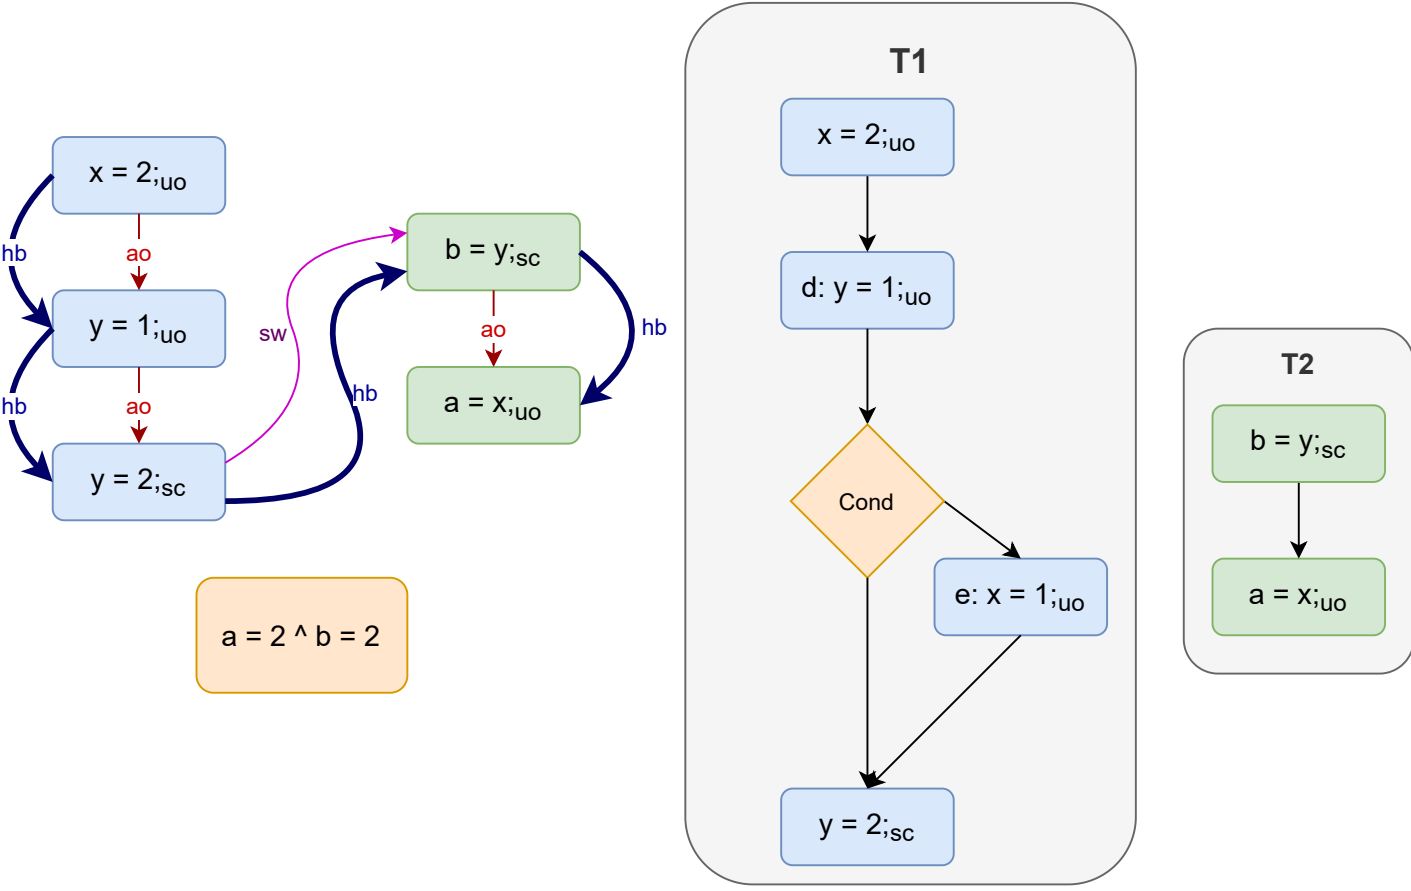 x = 2;uo
hb
ao
y = 1;uo
hb
ao
y = 2;sc
sw
hb
b = y;sc
ao
hb
a = x;uo
a = 2 ^ b = 2
T1
x = 2;uo
d: y = 1;uo
Cond
e: x = 1;uo
y = 2;sc
T2
b = y;sc
a = x;uo